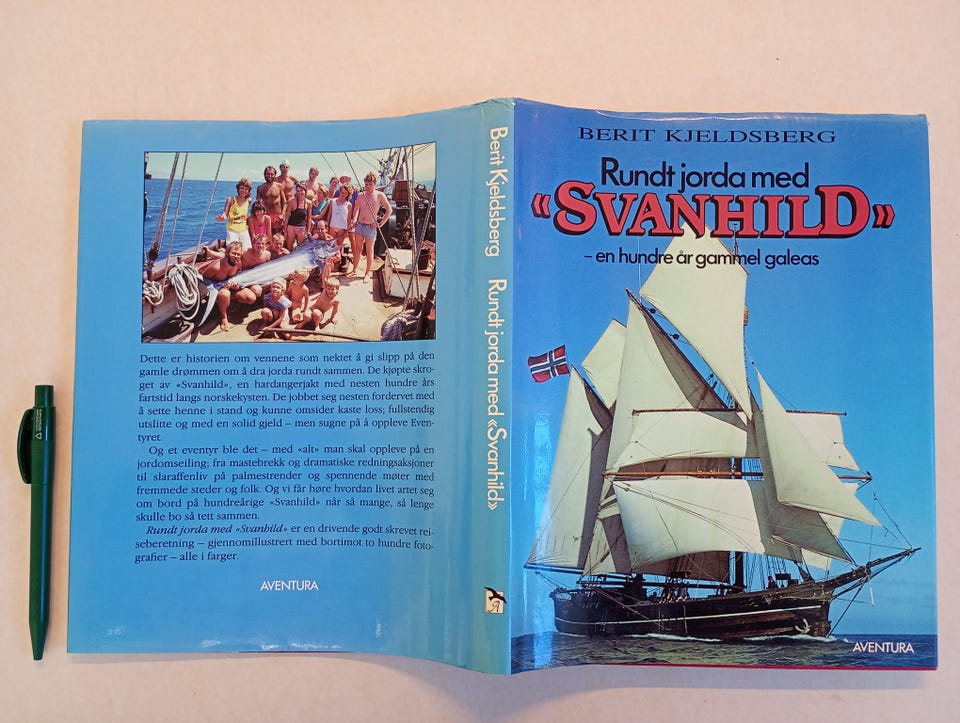 Dette er historien om vennene som nektet å gi slipp på den
gamle drømmen om å dra jorda rundt sammen. De kjøpte skro-
get av «Svanhild», en hardangerjakt med nesten hundre års
fartstid langs norskekysten. De jobbet seg nesten fordervet med
å sette henne i stand og kunne omsider kaste loss; fullstendig
utslitte og med en solid gjeld – men sugne på å oppleve Even-
tyret.
Og et eventyr ble det – med «alt» man skal oppleve på en
jordomseiling; fra mastebrekk og dramatiske redningsaksjoner
til slaraffenliv på palmestrender og spennende møter med
fremmede steder og folk. Og vi får høre hvordan livet artet seg
om bord på hundreårige «Svanhild» når så mange, så lenge
skulle bo så tett sammen.
Rundt jorda med «Svanhild» er en drivende godt skrevet rei-
seberetning – gjennomillustrert med bortimot to hundre foto-
grafier – alle i farger.
AVENTURA
Berit Kjeldsberg Rundt jorda med «Svanhild»
A
BERIT KJELDSBERG
Rundt jorda med
«SVANHILD»
– en hundre år gammel galeas
AVENTURA